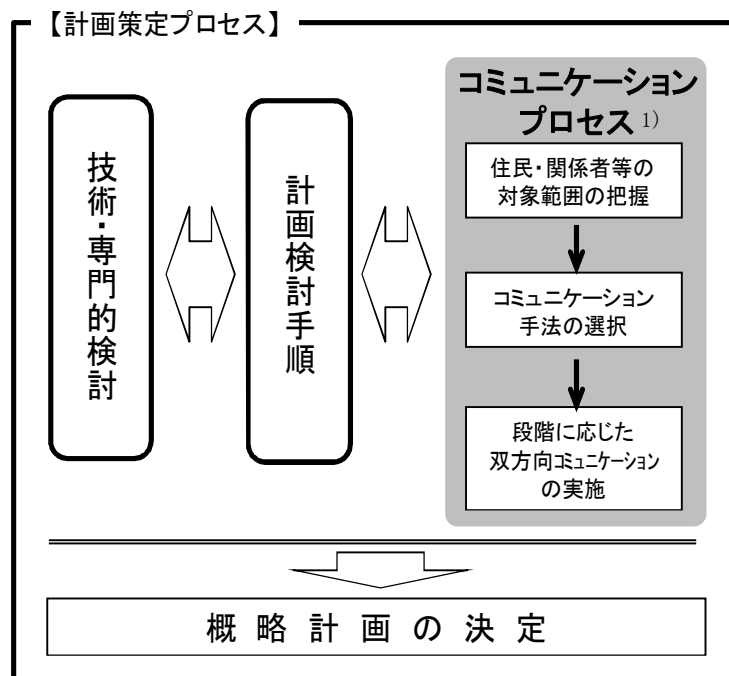 【計画策定プロセス】
技術・専門的検討
計画検討手順
コミュニケーション
プロセス 1)
住民・関係者等の
対象範囲の把握
コミュニケーション
手法の選択
段階に応じた
双方向コミュニケーション
の実施
概略計画の決定